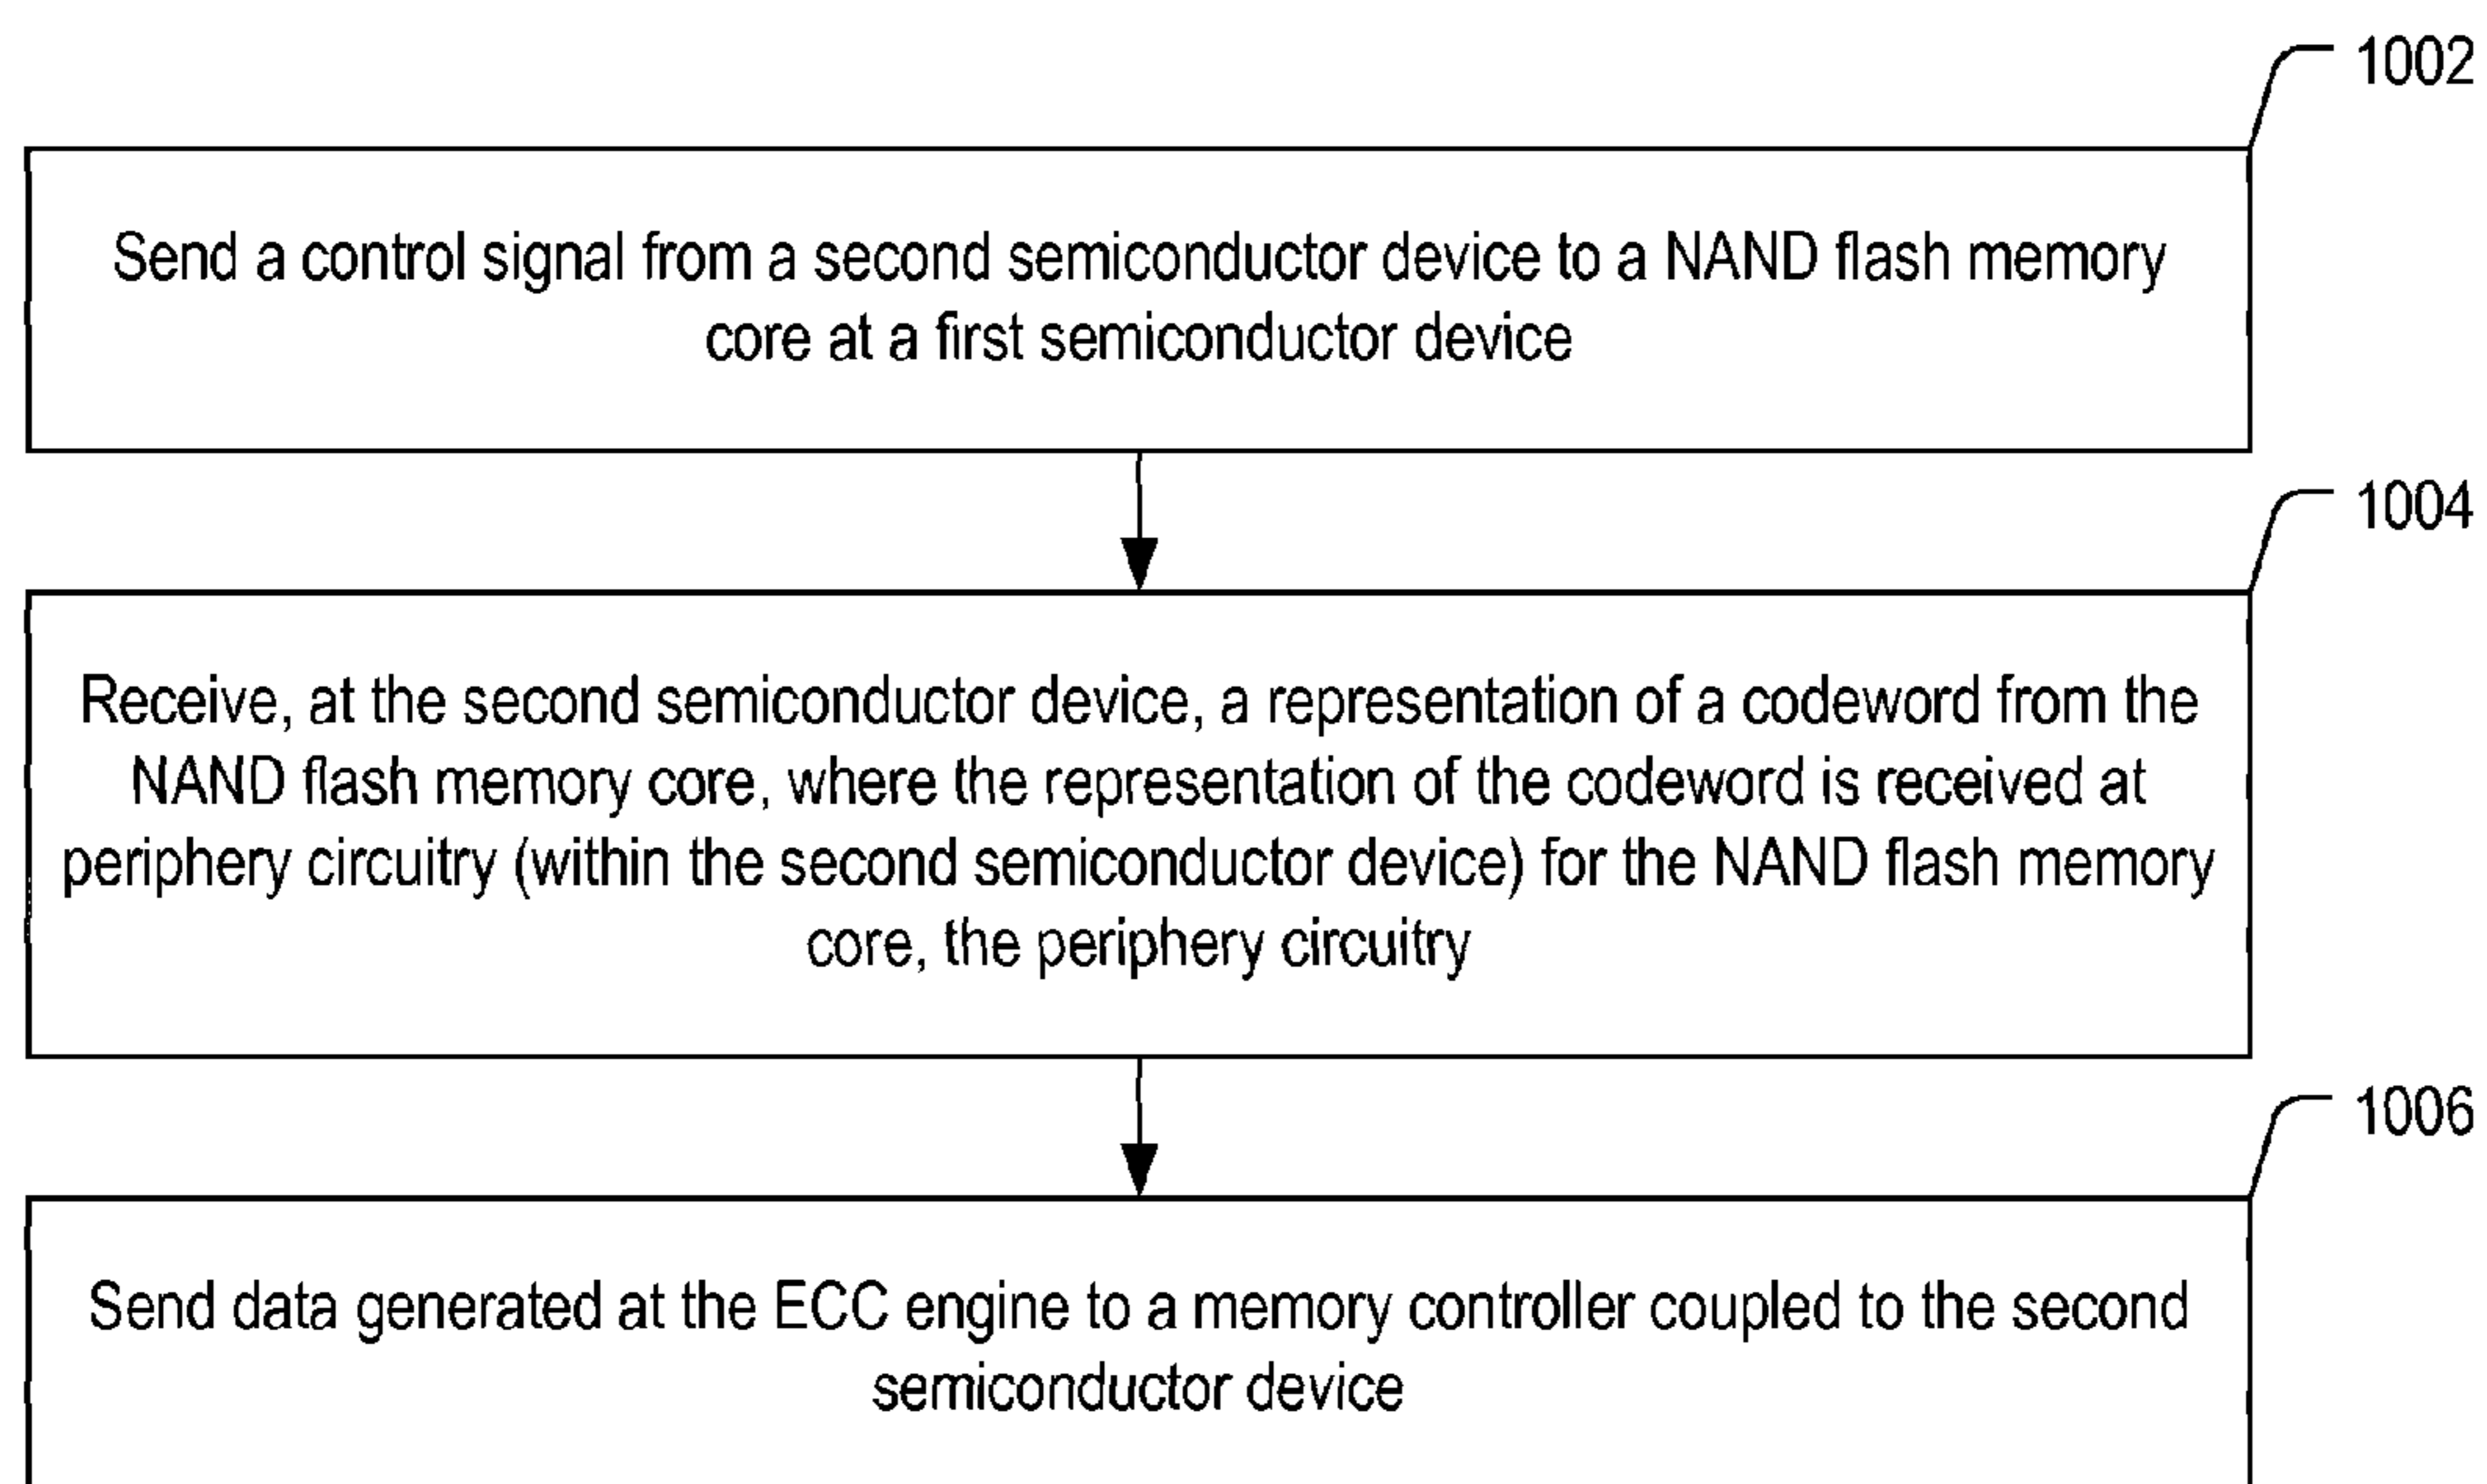 1002
Send a control signal from a second semiconductor device to a NAND flash memory
core at a first semiconductor device
1004
Receive, at the second semiconductor device, a representation of a codeword from the
NAND flash memory core, where the representation of the codeword is received at
periphery circuitry (within the second semiconductor device) for the NAND flash memory
core, the periphery circuitry
1006
Send data generated at the ECC engine to a memory controller coupled to the second
semiconductor device